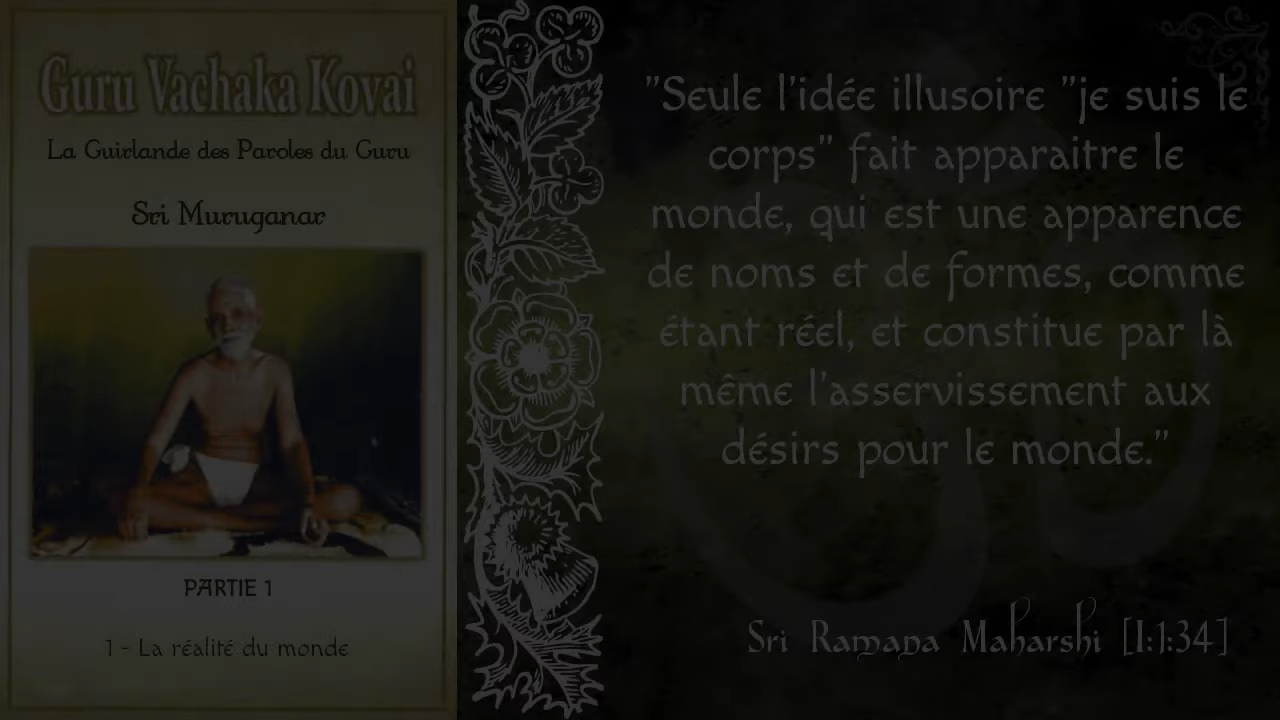 Guru Vachaka Kovai
La Guirlande des Paroles du Guru
Sri Muruganar
PARTIE 1
1 - La réalité du monde
"Seule l'idée illusoire "je suis le
corps" fait apparaitre le
monde, qui est une apparence
de noms et de formes, comme
étant réel, et constitue par là
même l'asservissement aux
désirs pour le monde."
Sri Ramana Maharshi [1:1:34]